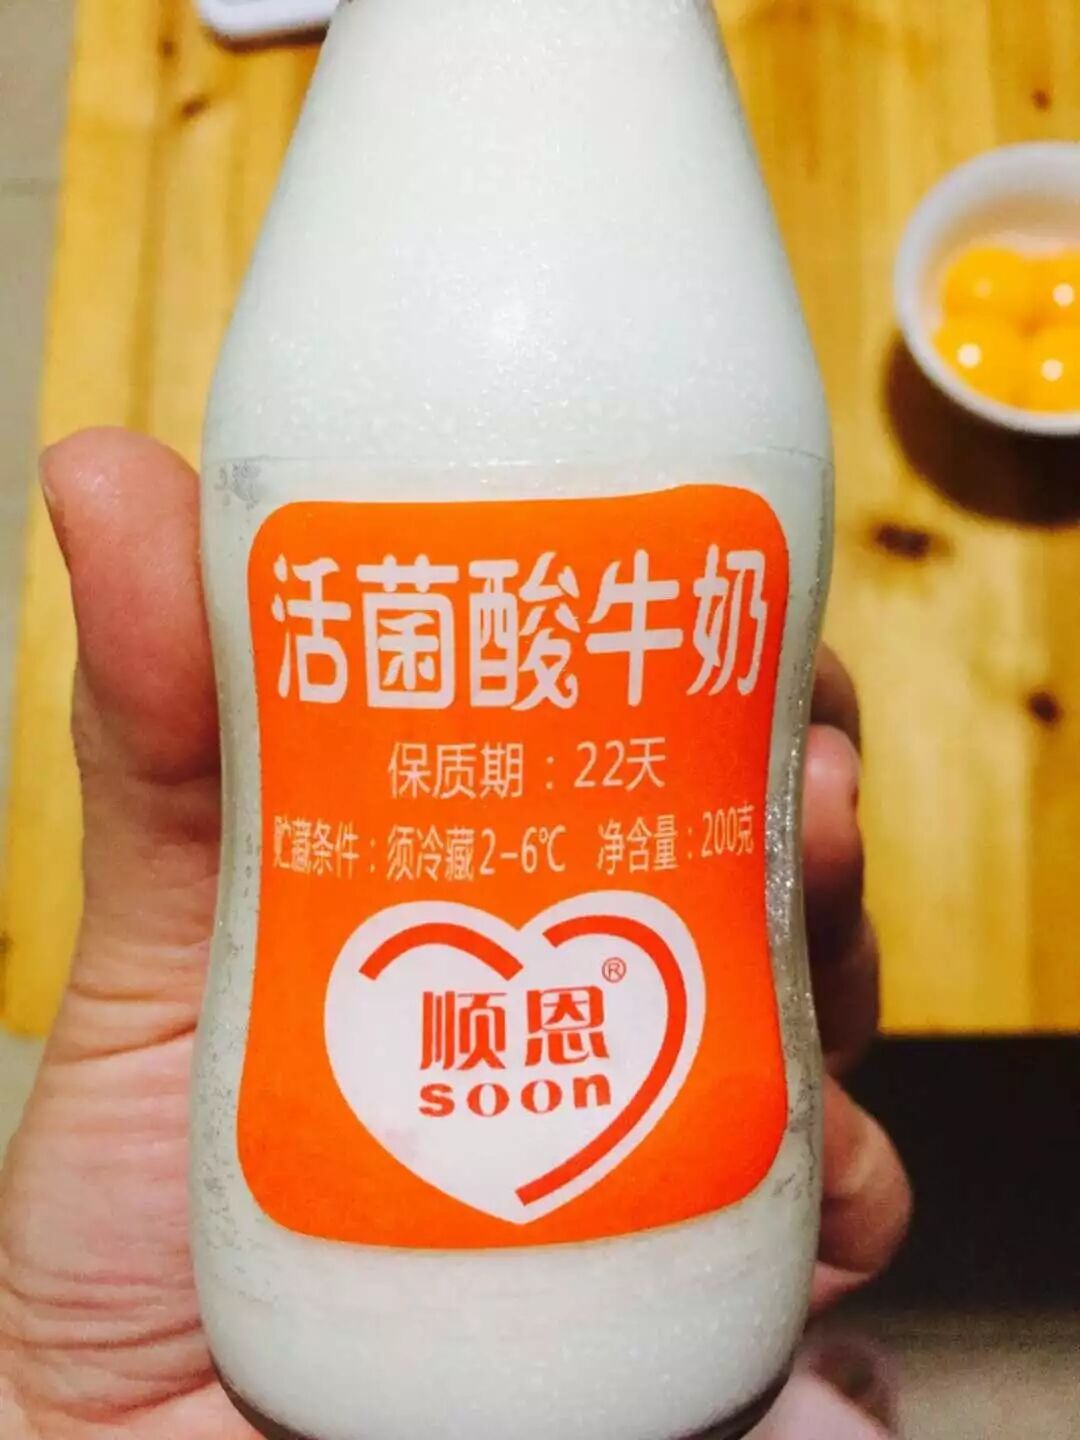 活菌酸牛奶
保质期：22天
贮藏条件：须冷藏2-6℃ 净含量：200克
顺恩®
soon